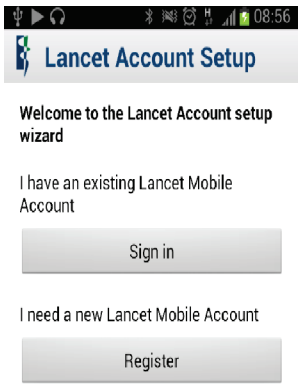 H 08:56
Lancet Account Setup
Welcome to the Lancet Account setup
wizard
I have an existing Lancet Mobile
Account
Sign in
I need a new Lancet Mobile Account
Register